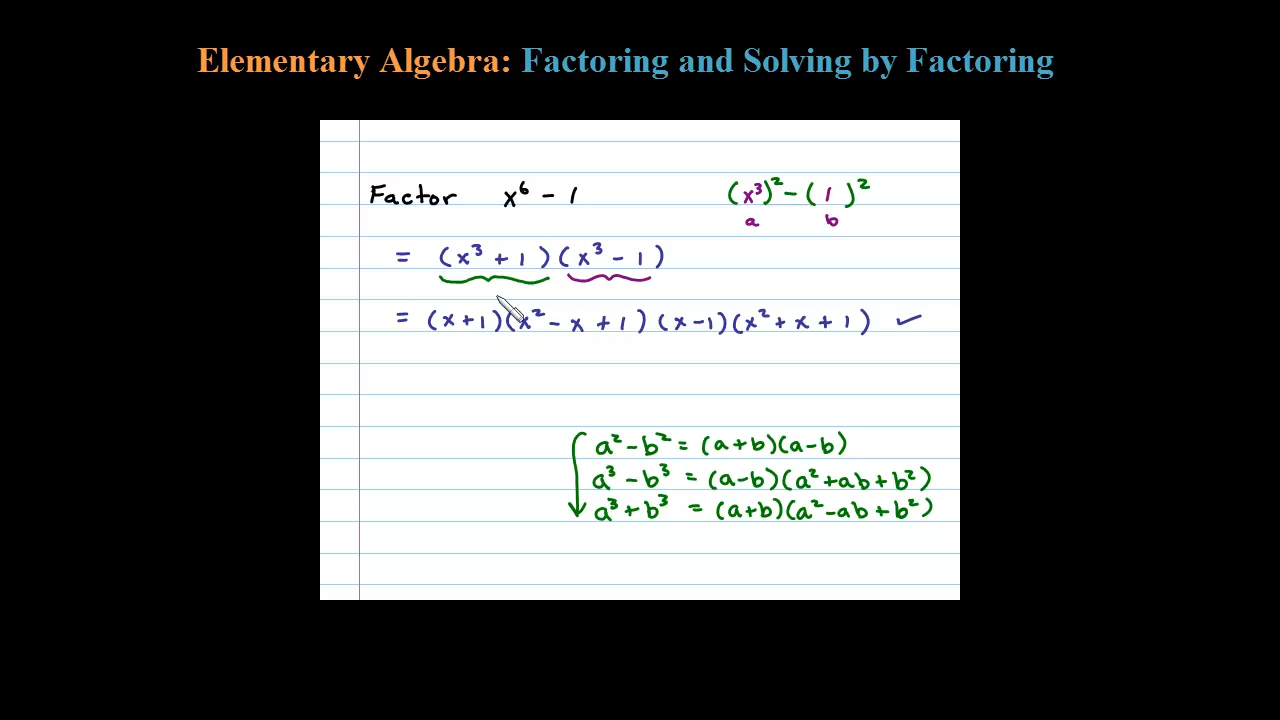 Elementary Algebra: Factoring and Solving by Factoring
Factor x⁶ - 1 (x³)² - (1)²
a b
= (x³ + 1)(x³ - 1)
= (x+1)(x² - x + 1)(x-1)(x² + x + 1) ✓
a² - b² = (a+b)(a-b)
a³ - b³ = (a-b)(a² + ab + b²)
a³ + b³ = (a+b)(a² - ab + b²)